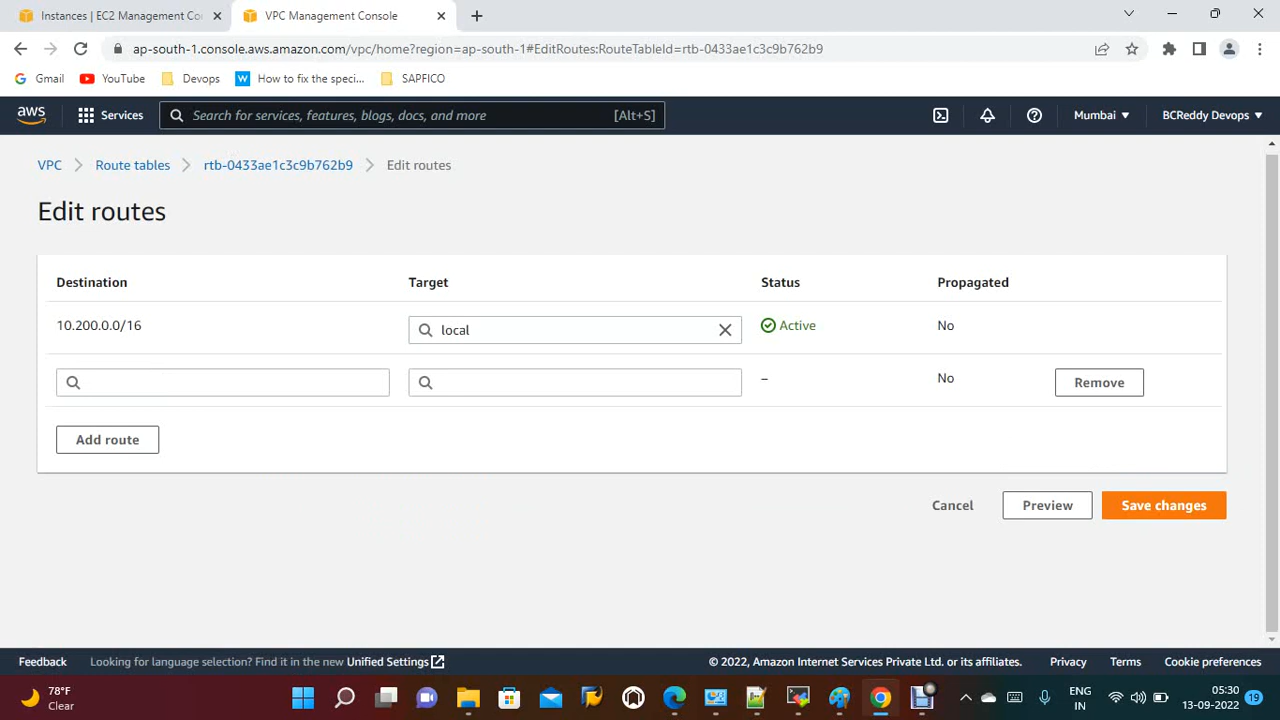 Instances | EC2 Management Co
VPC Management Console
ap-south-1.console.aws.amazon.com/vpc/home?region=ap-south-1#EditRoutes:RouteTableId=rtb-0433ae1c3c9b762b9
Gmail YouTube Devops How to fix the speci... SAPFICO
aws Services Search for services, features, blogs, docs, and more [Alt+S] Mumbai BCReddy Devops
VPC Route tables rtb-0433ae1c3c9b762b9 Edit routes
Edit routes
Destination Target Status Propagated
10.200.0.0/16 local Active No
– No Remove
Add route
Cancel Preview Save changes
Feedback Looking for language selection? Find it in the new Unified Settings © 2022, Amazon Internet Services Private Ltd. or its affiliates. Privacy Terms Cookie preferences
78°F ENG 05:30
Clear IN 13-09-2022 19